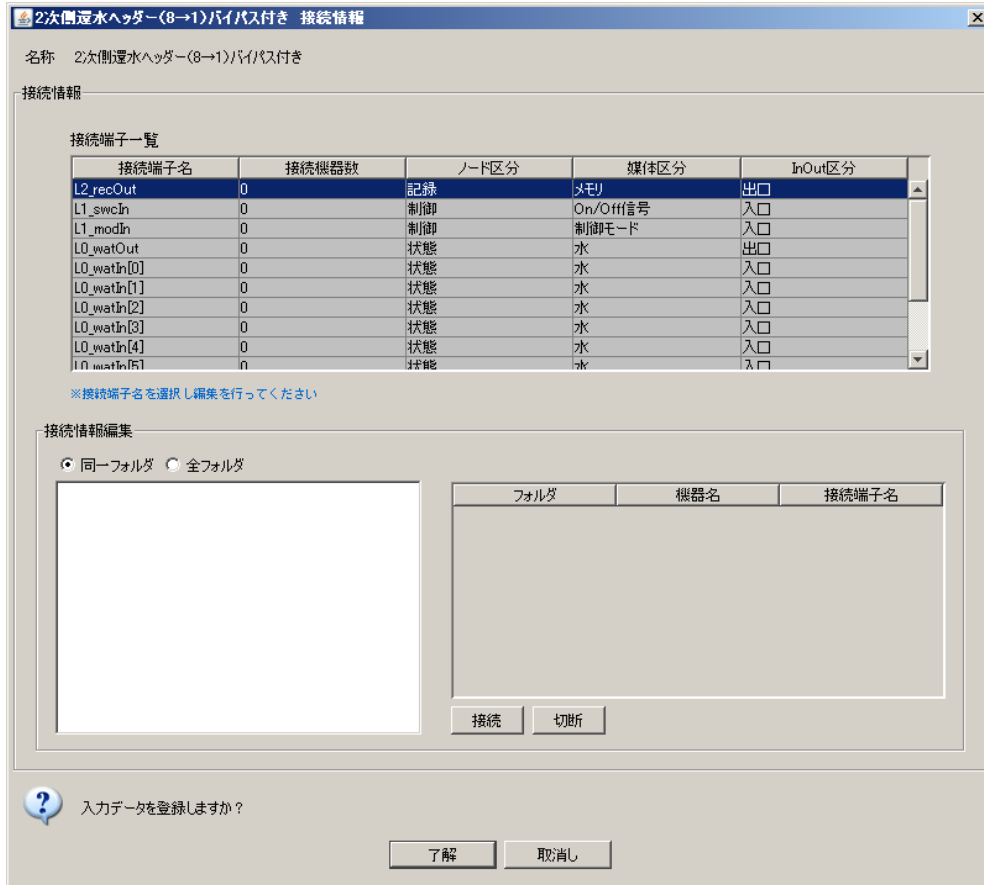 2次側還水ヘッダー(8→1)バイパス付き 接続情報
名称 2次側還水ヘッダー(8→1)バイパス付き
接続情報
接続端子一覧
接続端子名 接続機器数 ノード区分 媒体区分 InOut区分
L2_recOut 0 記録 メモリ 出口
L1_swcIn 0 制御 On/Off信号 入口
L1_modIn 0 制御 制御モード 入口
L0_watOut 0 状態 水 出口
L0_watIn[0] 0 状態 水 入口
L0_watIn[1] 0 状態 水 入口
L0_watIn[2] 0 状態 水 入口
L0_watIn[3] 0 状態 水 入口
L0_watIn[4] 0 状態 水 入口
L0_watIn[5] 0 状態 水 入口
※接続端子名を選択し編集を行ってください
接続情報編集
同一フォルダ 全フォルダ
フォルダ 機器名 接続端子名
接続 切断
入力データを登録しますか？
了解 取消し